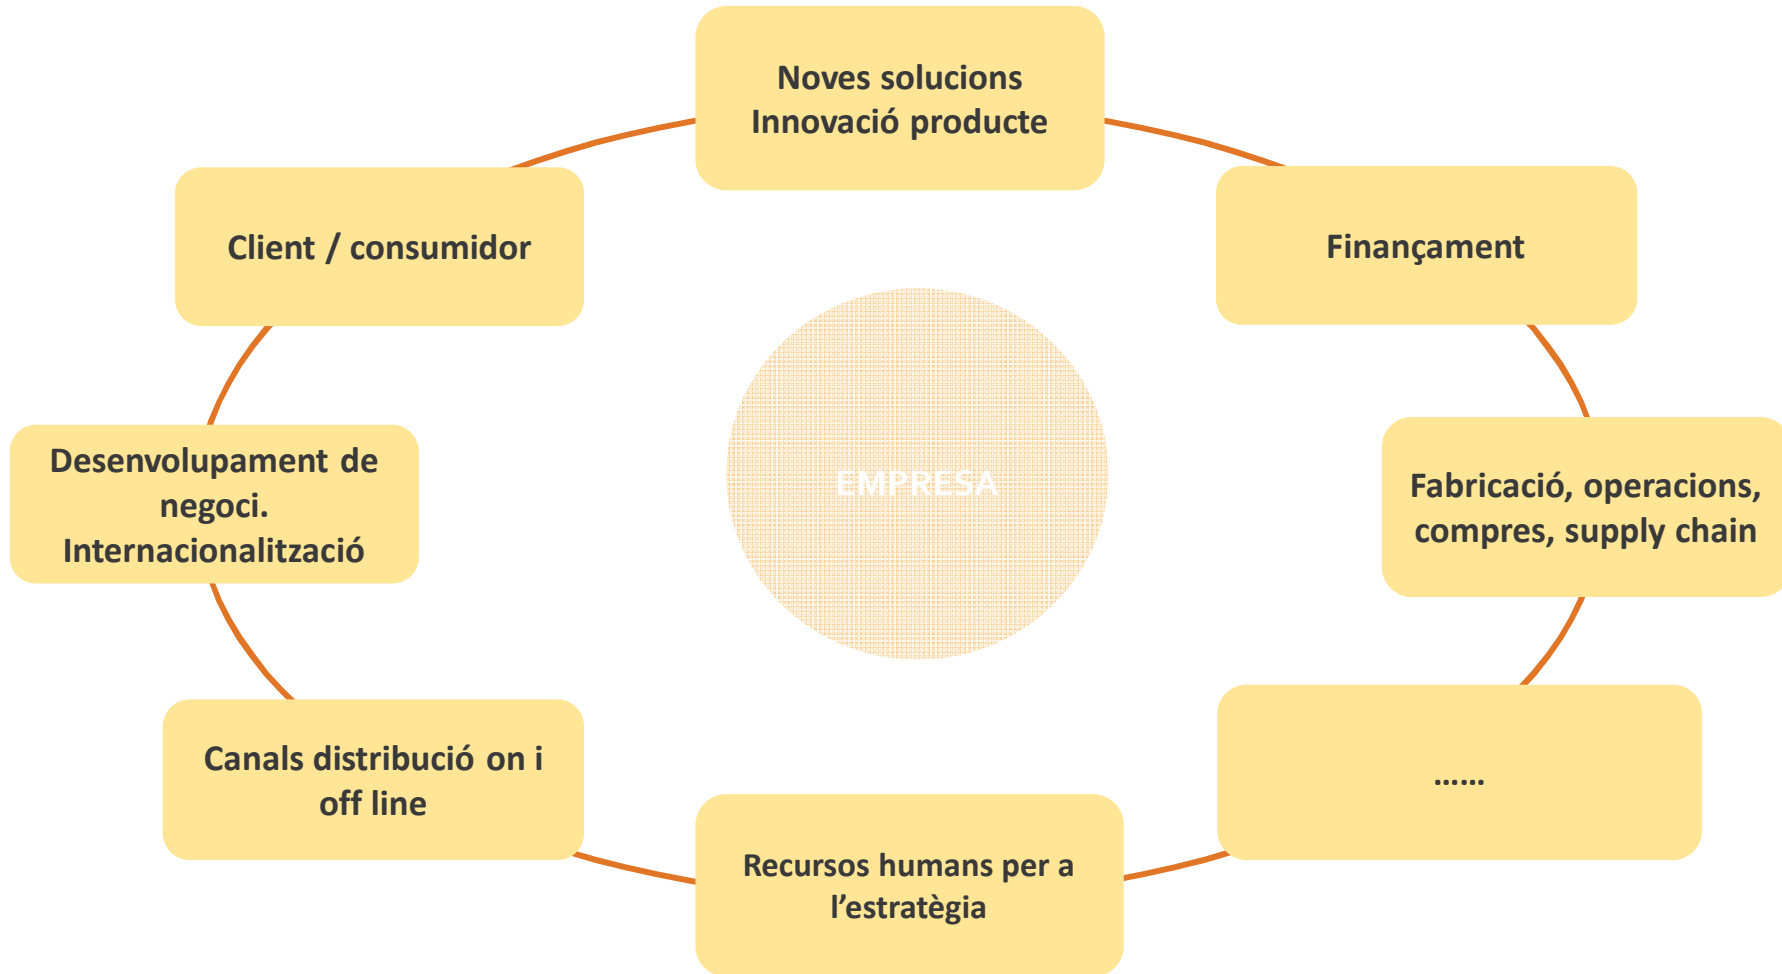 Noves solucions
Innovació producte
Client / consumidor
Finançament
EMPRESA
Desenvolupament de
negoci.
Internacionalització
Fabricació, operacions,
compres, supply chain
Canals distribució on i
off line
......
Recursos humans per a
l’estratègia